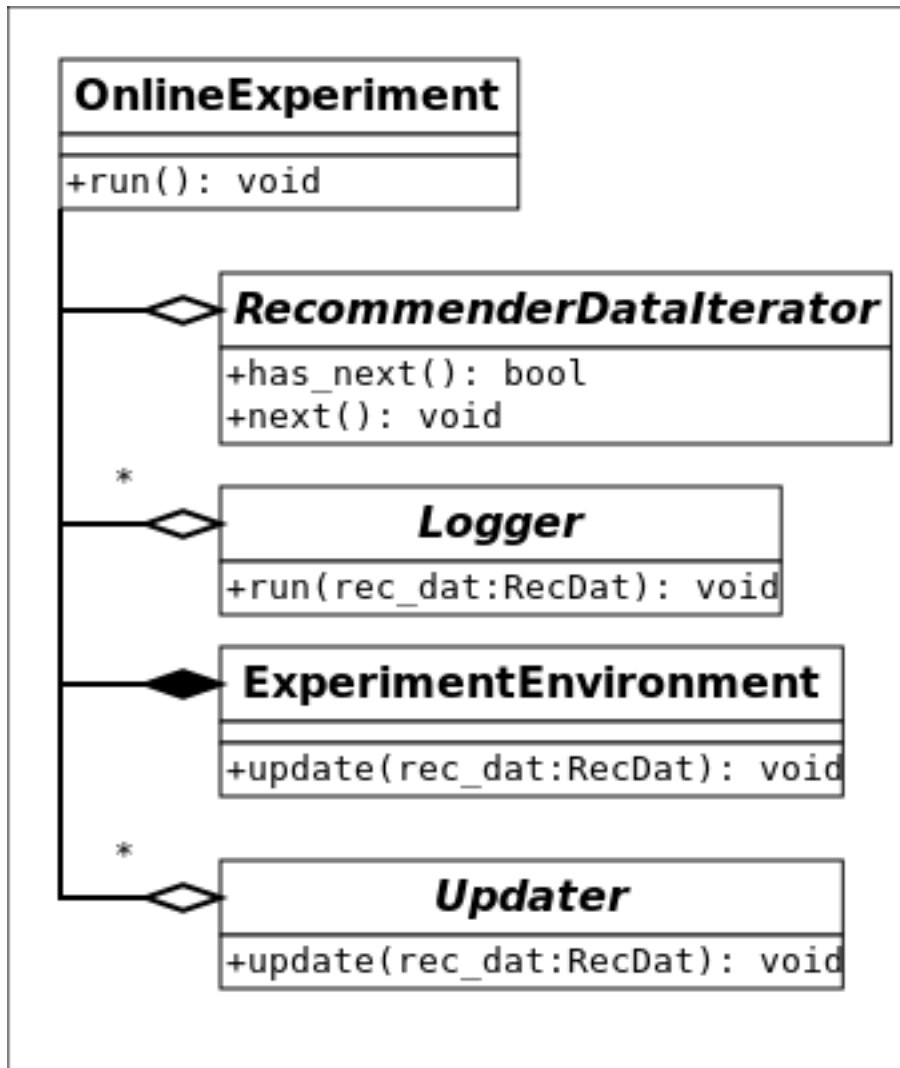 OnlineExperiment
+run(): void
RecommenderDataIterator
+has_next(): bool
+next(): void
*
Logger
+run(rec_dat:RecDat): void
ExperimentEnvironment
+update(rec_dat:RecDat): void
*
Updater
+update(rec_dat:RecDat): void